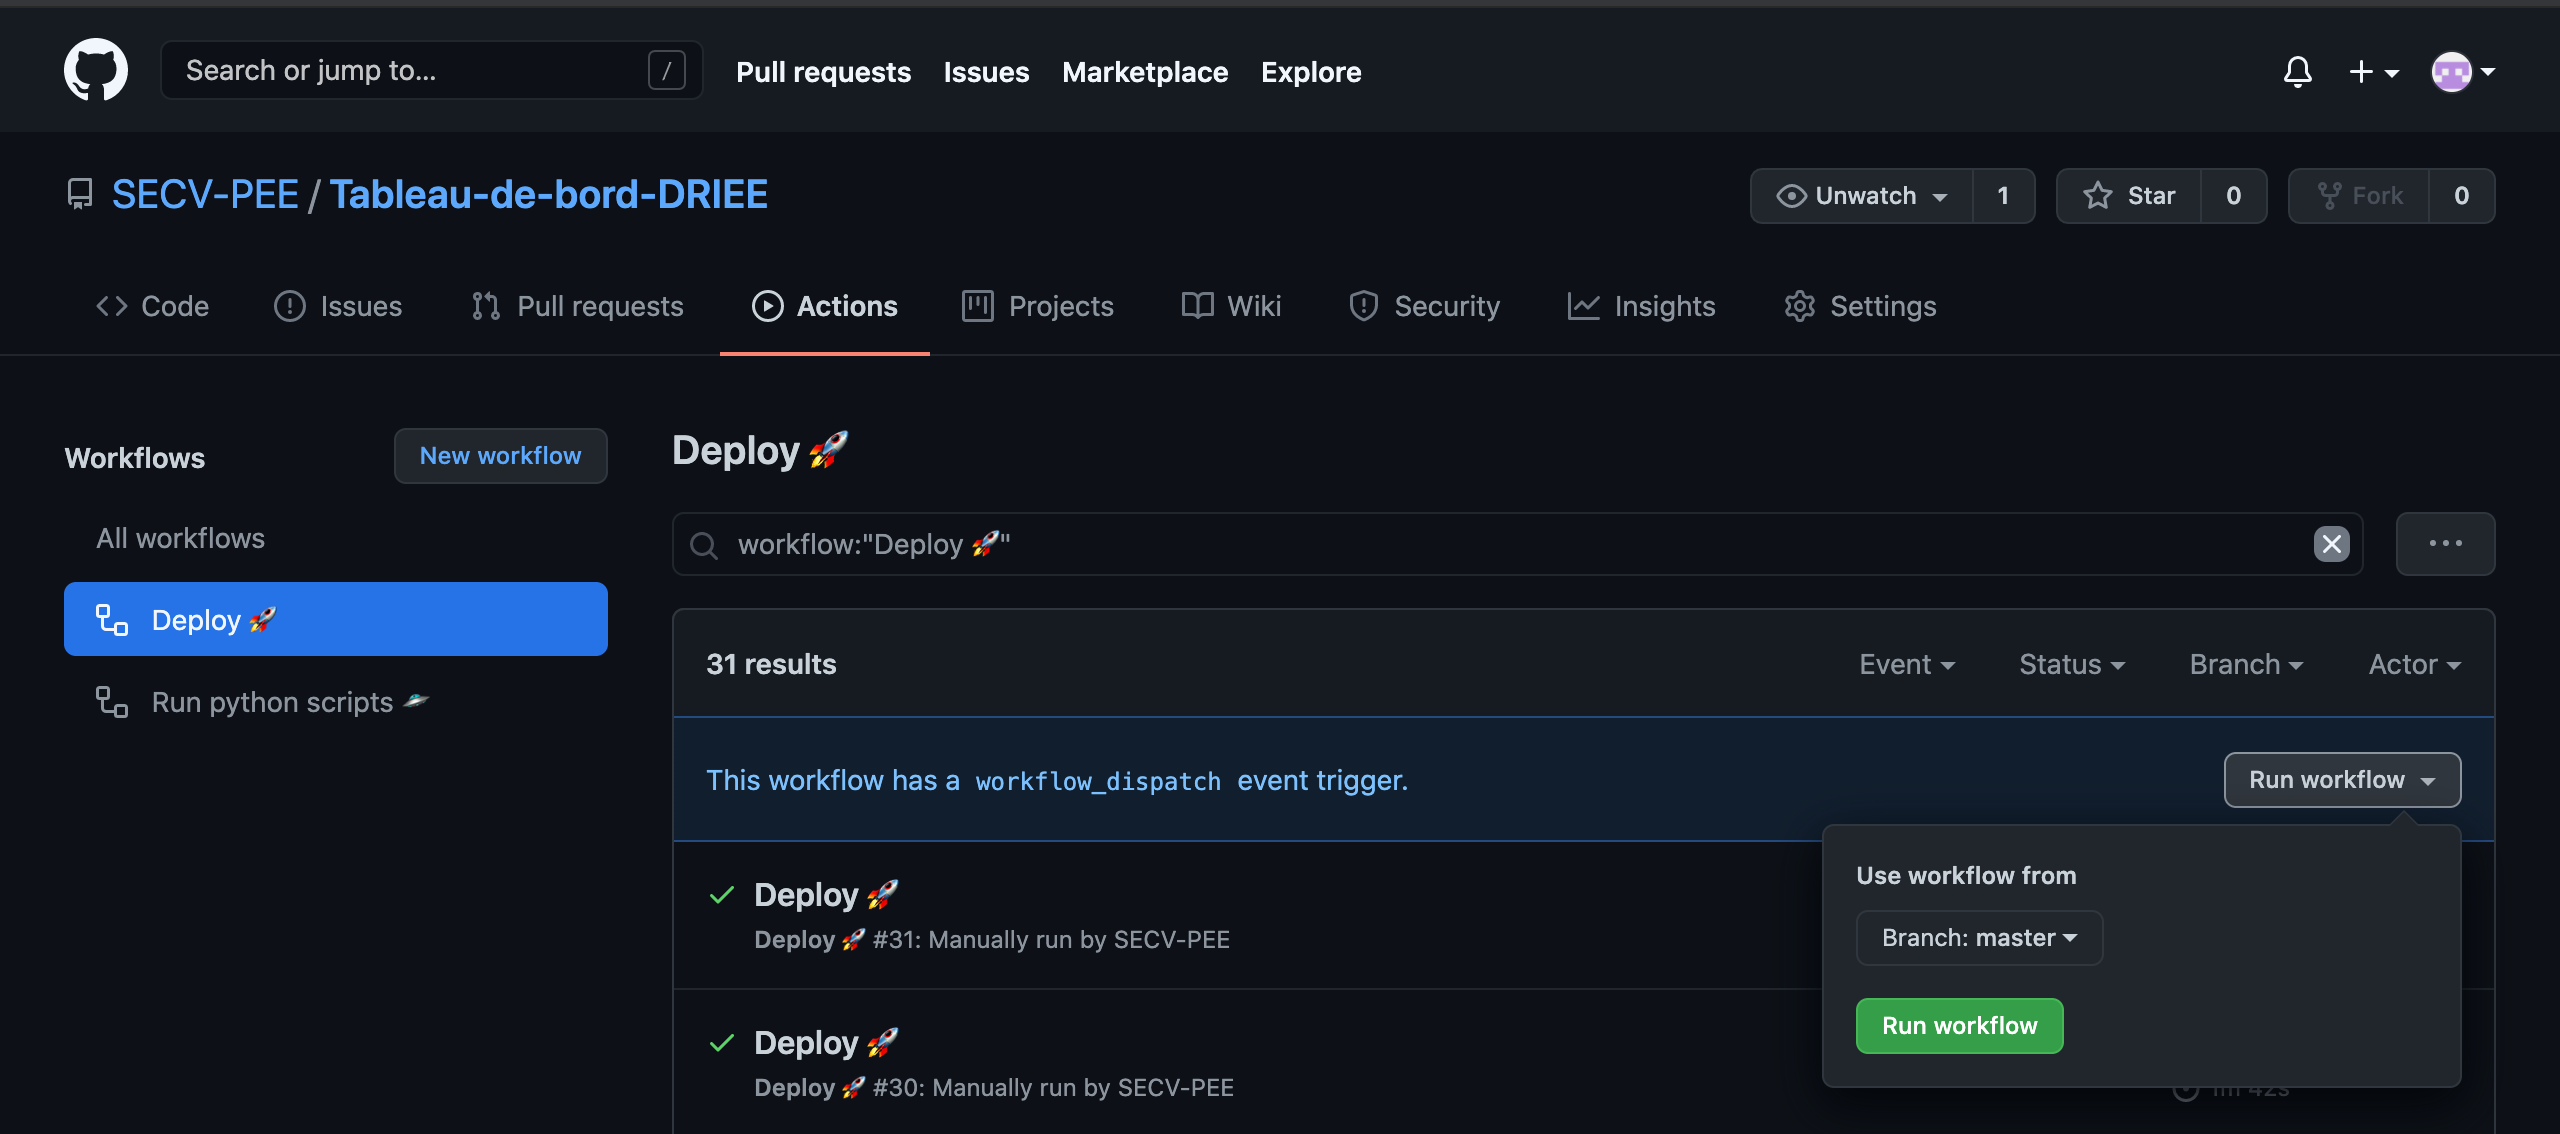 Search or jump to... /
Pull requests Issues Marketplace Explore
SECV-PEE / Tableau-de-bord-DRIEE
Unwatch 1 Star 0 Fork 0
Code Issues Pull requests Actions Projects Wiki Security Insights Settings
Workflows
New workflow
All workflows
Deploy 🚀
Run python scripts 🛸
Deploy 🚀
workflow:"Deploy 🚀"
31 results
Event Status Branch Actor
This workflow has a workflow_dispatch event trigger.
Run workflow
Use workflow from
Branch: master
Run workflow
Deploy 🚀
Deploy 🚀 #31: Manually run by SECV-PEE
Deploy 🚀
Deploy 🚀 #30: Manually run by SECV-PEE
1m 42s